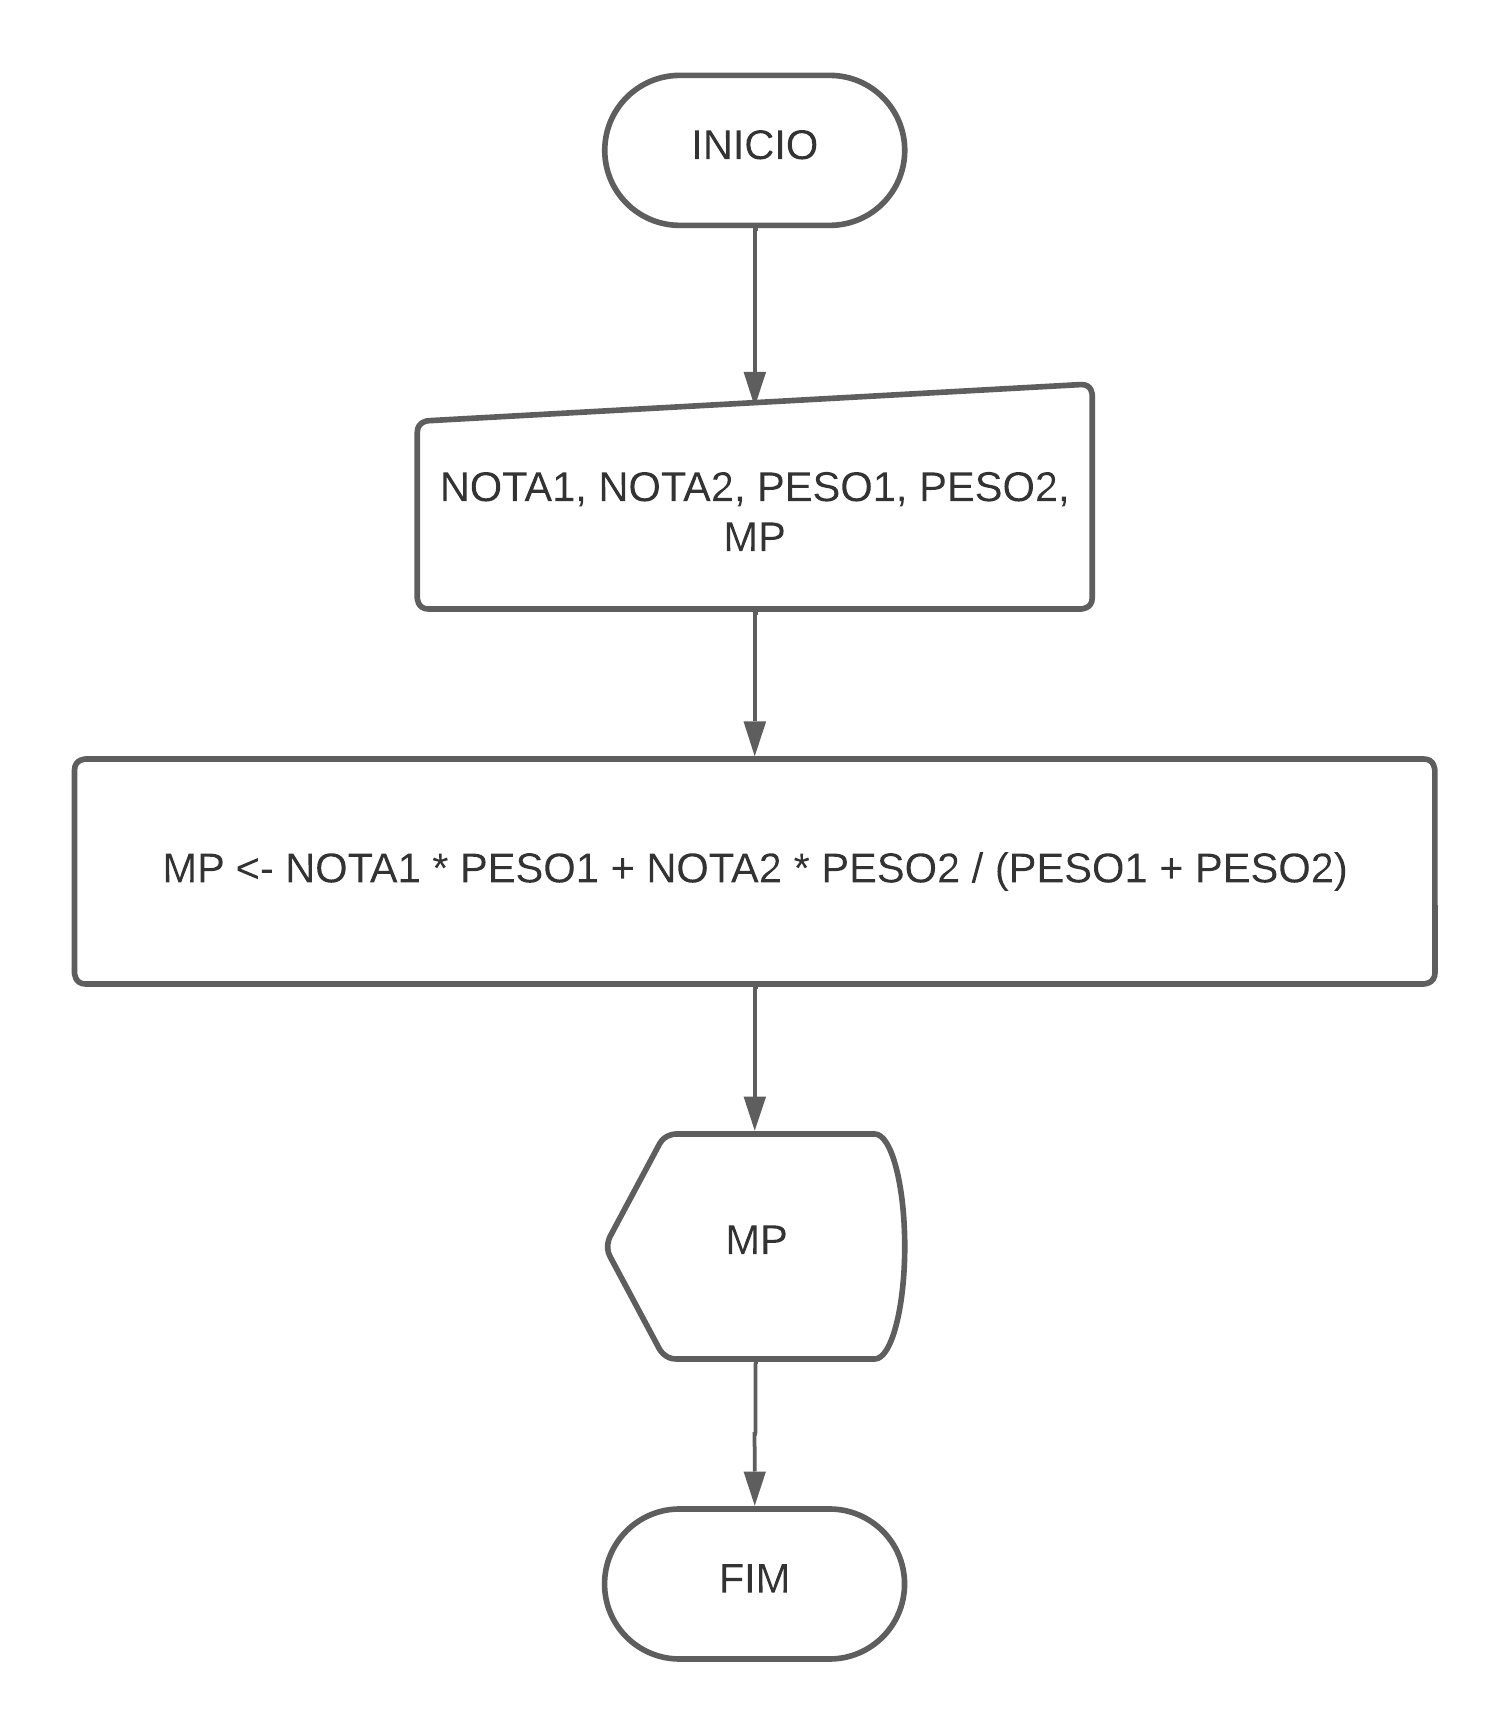 INICIO
NOTA1, NOTA2, PESO1, PESO2,
MP
MP <- NOTA1 * PESO1 + NOTA2 * PESO2 / (PESO1 + PESO2)
MP
FIM